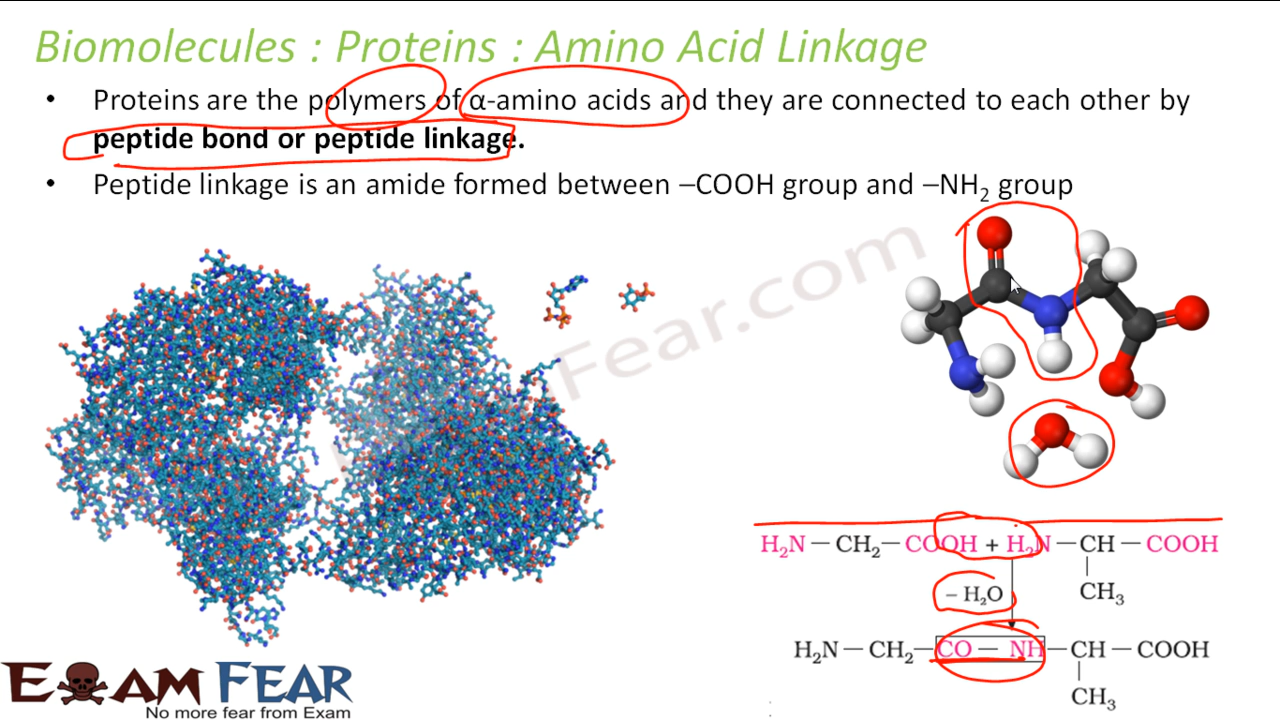 Biomolecules : Proteins : Amino Acid Linkage
• Proteins are the polymers of α-amino acids and they are connected to each other by
peptide bond or peptide linkage.
• Peptide linkage is an amide formed between –COOH group and –NH₂ group
Fear.com
H₂N — CH₂— COOH + H₂N — CH — COOH
CH₃
– H₂O
H₂N — CH₂— CO — NH — CH — COOH
CH₃
EXAM FEAR
No more fear from Exam